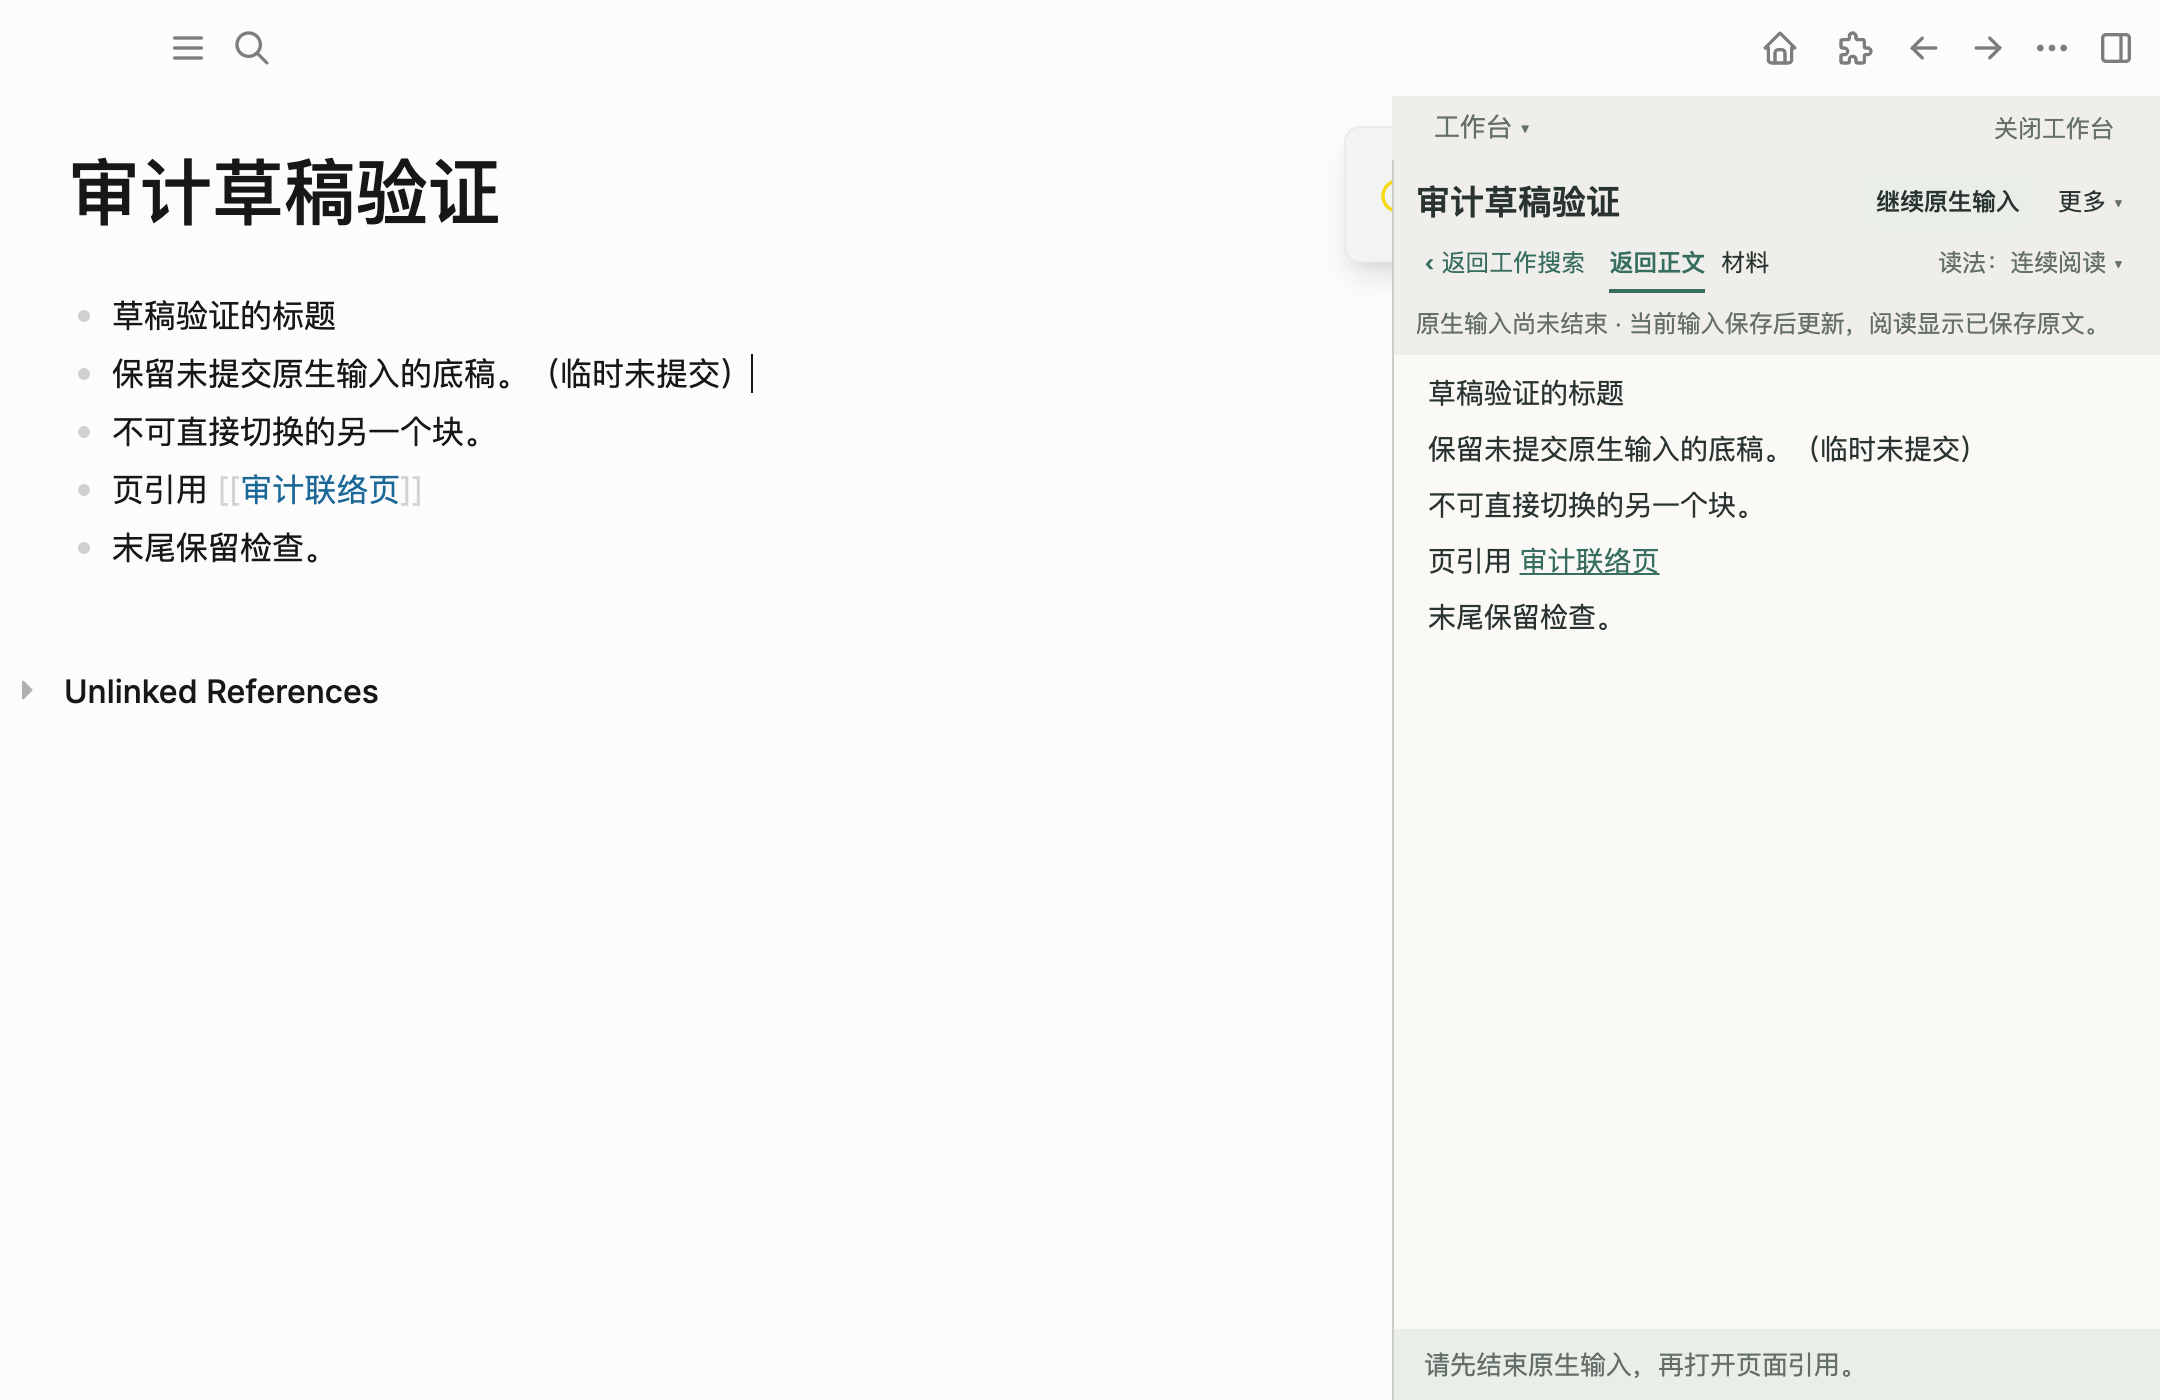 审计草稿验证
草稿验证的标题
保留未提交原生输入的底稿。（临时未提交）
不可直接切换的另一个块。
页引用 [[审计联络页]]
末尾保留检查。
Unlinked References
工作台 ▾
关闭工作台
审计草稿验证
继续原生输入
更多 ▾
‹ 返回工作搜索
返回正文
材料
读法：连续阅读 ▾
原生输入尚未结束 · 当前输入保存后更新，阅读显示已保存原文。
草稿验证的标题
保留未提交原生输入的底稿。（临时未提交）
不可直接切换的另一个块。
页引用 审计联络页
末尾保留检查。
请先结束原生输入，再打开页面引用。